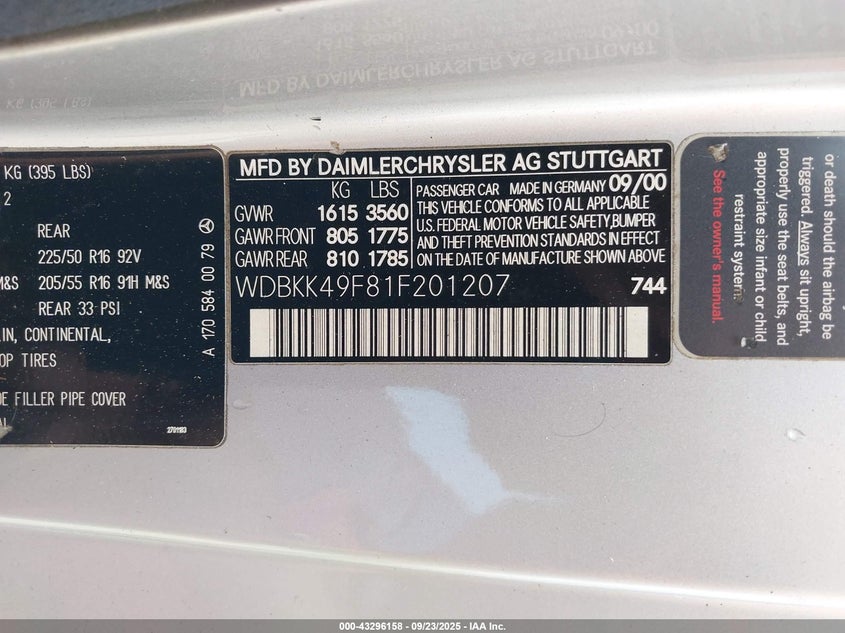 KG (395 LBS)
2
REAR
225/50 R16 92V
M&S 205/55 R16 91H M&S
REAR 33 PSI
IN, CONTINENTAL,
OP TIRES
DE FILLER PIPE COVER
A 170 584 00 79
2701183
MFD BY DAIMLERCHRYSLER AG STUTTGART
KG LBS
GVWR 1615 3560
GAWR FRONT 805 1775
GAWR REAR 810 1785
PASSENGER CAR MADE IN GERMANY 09/00
THIS VEHICLE CONFORMS TO ALL APPLICABLE
U.S. FEDERAL MOTOR VEHICLE SAFETY,BUMPER
AND THEFT PREVENTION STANDARDS IN EFFECT
ON THE DATE OF MANUFACTURE SHOWN ABOVE
WDBKK49F81F201207 744
or death should the airbag be
triggered. Always sit upright,
properly use the seat belts, and
appropriate size infant or child
restraint systems.
See the owner's manual.
000-43296158 - 09/23/2025 - IAA Inc.